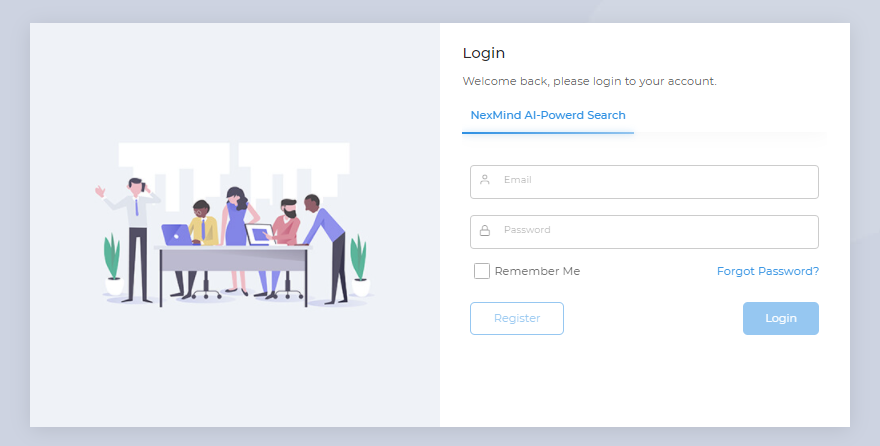 Login
Welcome back, please login to your account.
NexMind AI-Powerd Search
Email
Password
Remember Me
Forgot Password?
Register
Login